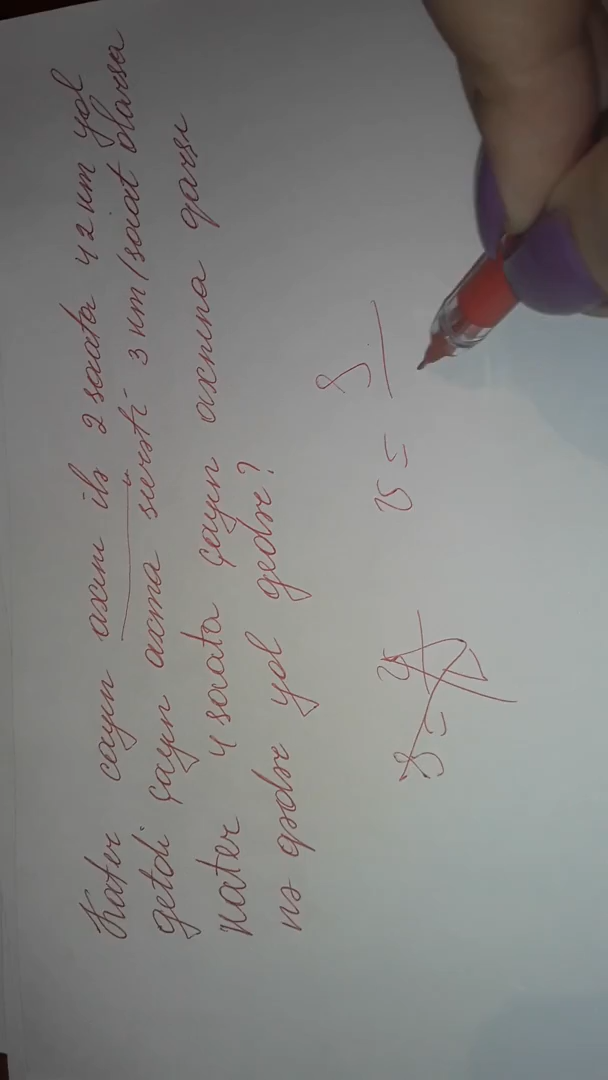 Kater çayın axını ilə 2 saata 42 km yol
getdi çayın axma sürəti 3 km/saat olarsa
kater 4 saata çayın axınına qarşı
nə qədər yol gedər?
v = S
S = v